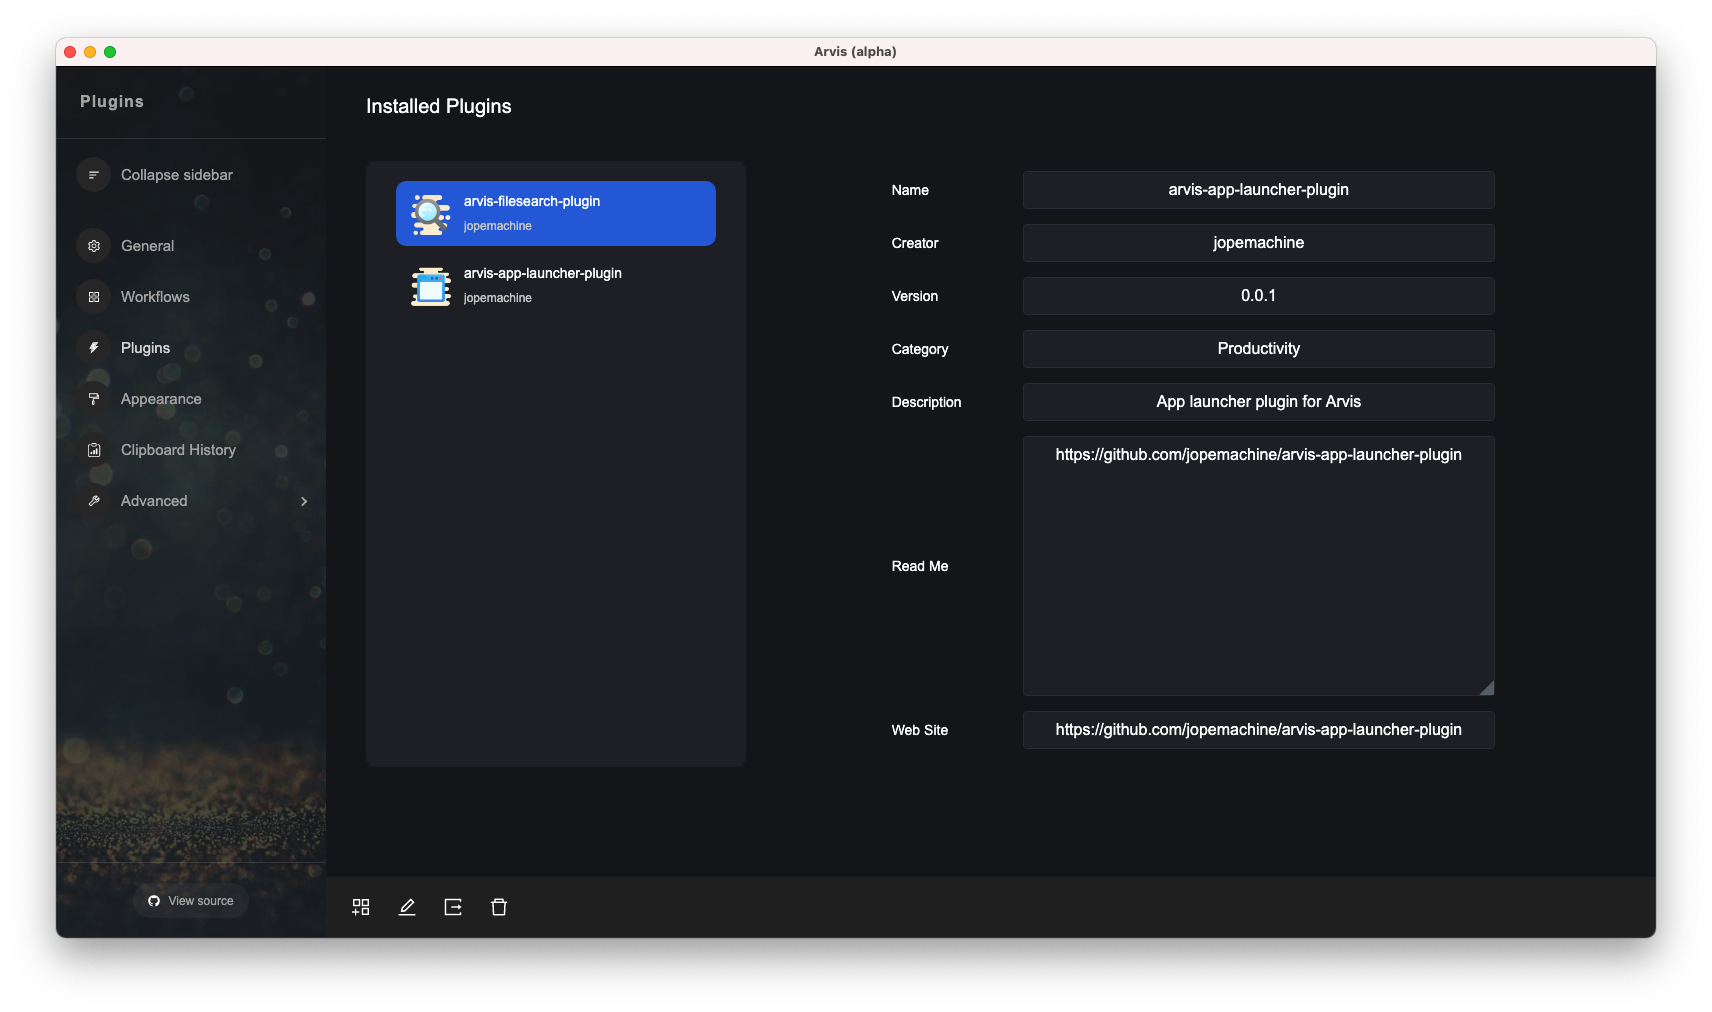 Arvis (alpha)
Plugins
Collapse sidebar
General
Workflows
Plugins
Appearance
Clipboard History
Advanced
View source
Installed Plugins
arvis-filesearch-plugin
jopemachine
arvis-app-launcher-plugin
jopemachine
Name
arvis-app-launcher-plugin
Creator
jopemachine
Version
0.0.1
Category
Productivity
Description
App launcher plugin for Arvis
Read Me
https://github.com/jopemachine/arvis-app-launcher-plugin
Web Site
https://github.com/jopemachine/arvis-app-launcher-plugin